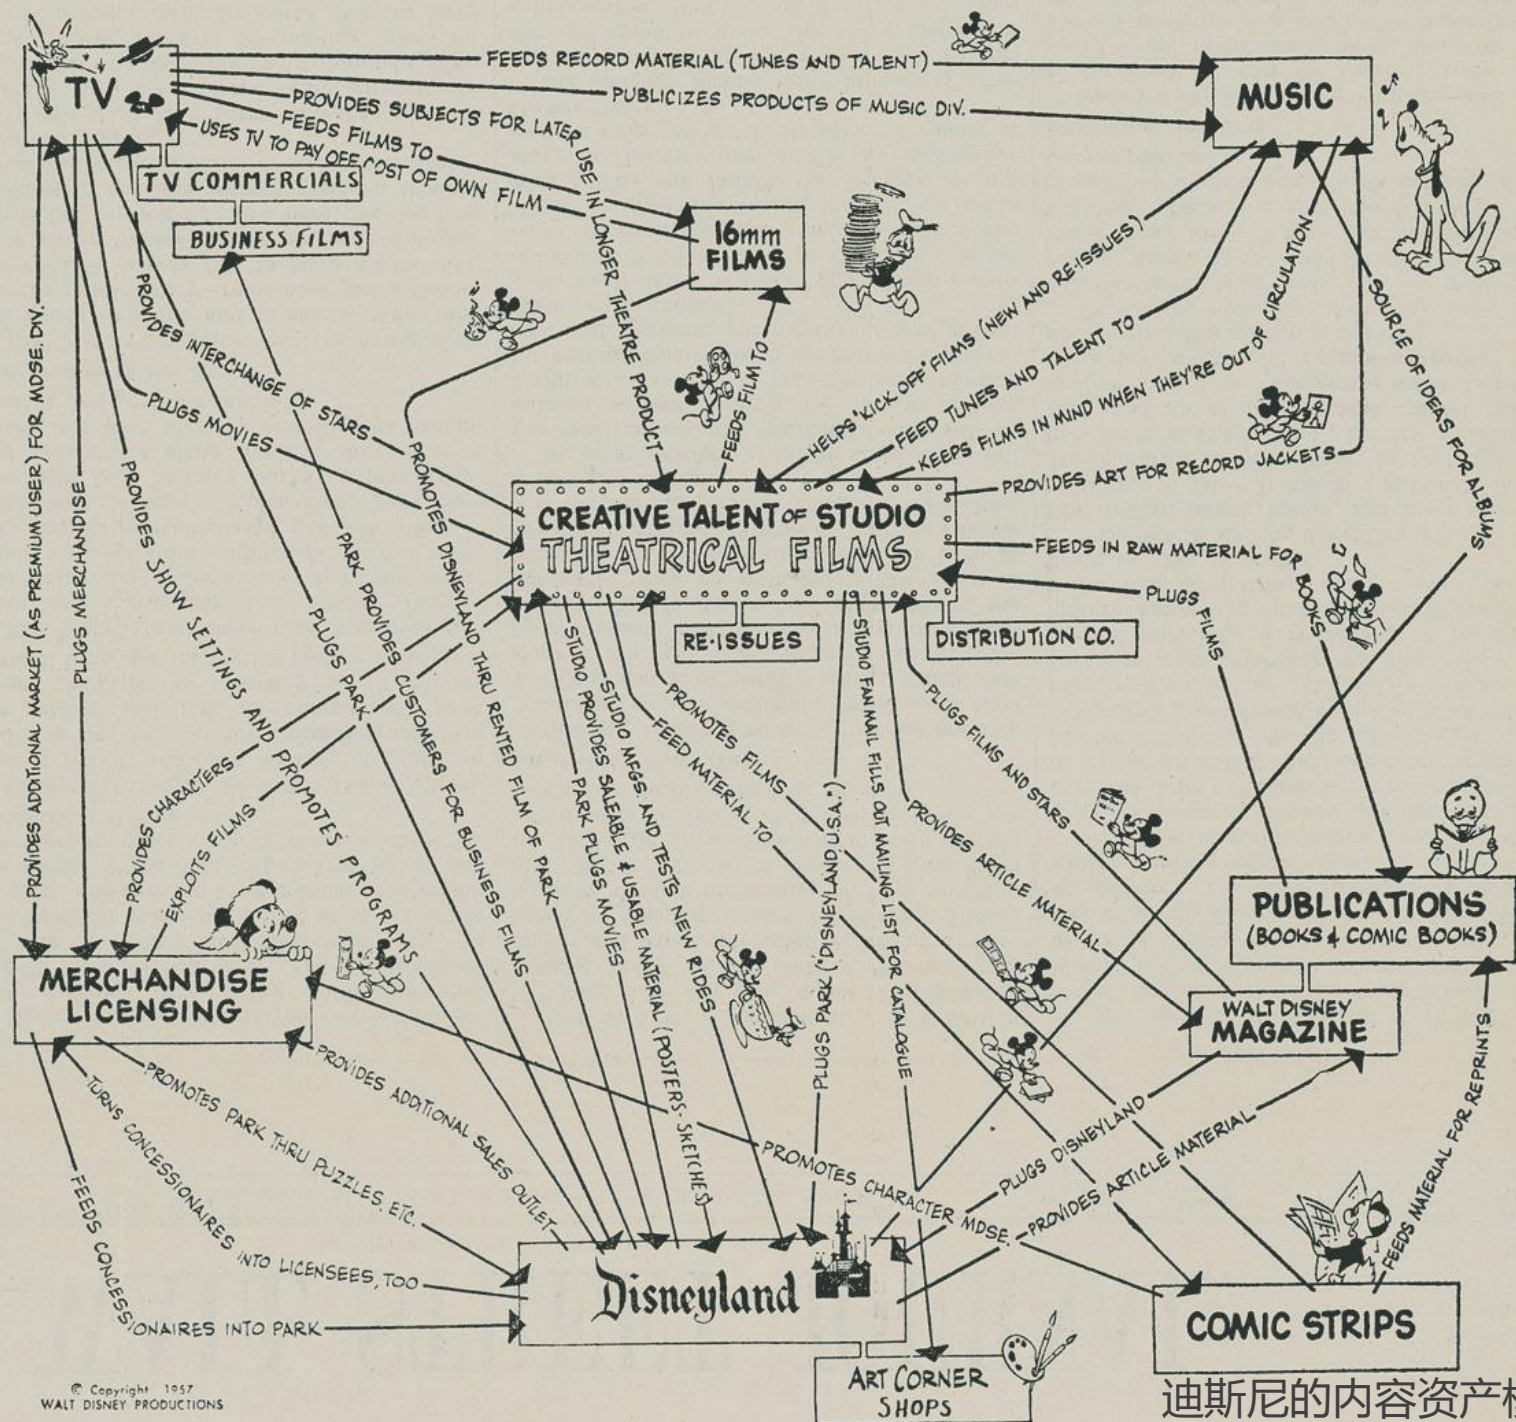 TV
FEEDS RECORD MATERIAL (TUNES AND TALENT)
PUBLICIZES PRODUCTS OF MUSIC DIV.
MUSIC
PROVIDES SUBJECTS FOR LATER USE IN LONGER THEATRE PRODUCT
FEEDS FILMS TO
USES TV TO PAY OFF COST OF OWN FILM
TV COMMERCIALS
BUSINESS FILMS
16mm
FILMS
PROVIDES INTERCHANGE OF STARS
PLUGS MOVIES
FEEDS FILM TO
HELPS "KICK OFF" FILMS (NEW AND RE-ISSUES)
FEED TUNES AND TALENT TO
KEEPS FILMS IN MIND WHEN THEY'RE OUT OF CIRCULATION
PROVIDES ART FOR RECORD JACKETS
SOURCE OF IDEAS FOR ALBUMS
PROVIDES ADDITIONAL MARKET (AS PREMIUM USER) FOR MDSE. DIV.
PLUGS MERCHANDISE
PROVIDES SHOW SETTINGS AND PROMOTES PROGRAMS
PLUGS PARK
PARK PROVIDES CUSTOMERS FOR BUSINESS FILMS
PROMOTES DISNEYLAND THRU RENTED FILM OF PARK
CREATIVE TALENT OF STUDIO
THEATRICAL FILMS
RE-ISSUES
DISTRIBUTION CO.
FEEDS IN RAW MATERIAL FOR BOOKS
PLUGS FILMS
PROVIDES CHARACTERS
EXPLOITS FILMS
PARK PLUGS MOVIES
STUDIO PROVIDES SALEABLE & USABLE MATERIAL (POSTERS-SKETCHES)
STUDIO MFGS. AND TESTS NEW RIDES
FEED MATERIAL TO
PROMOTES FILMS
PLUGS PARK ("DISNEYLAND U.S.A.")
STUDIO FAN MAIL FILLS OUT MAILING LIST FOR CATALOGUE
PROVIDES ARTICLE MATERIAL
PLUGS FILMS AND STARS
PUBLICATIONS
(BOOKS & COMIC BOOKS)
WALT DISNEY
MAGAZINE
MERCHANDISE
LICENSING
PROVIDES ADDITIONAL SALES OUTLET
PROMOTES PARK THRU PUZZLES, ETC.
TURNS CONCESSIONAIRES INTO LICENSEES, TOO
FEEDS CONCESSIONAIRES INTO PARK
PROMOTES CHARACTER MDSE.
PLUGS DISNEYLAND
PROVIDES ARTICLE MATERIAL
FEEDS MATERIAL FOR REPRINTS
Disneyland
COMIC STRIPS
ART CORNER
SHOPS
© Copyright 1957
WALT DISNEY PRODUCTIONS
迪斯尼的内容资产